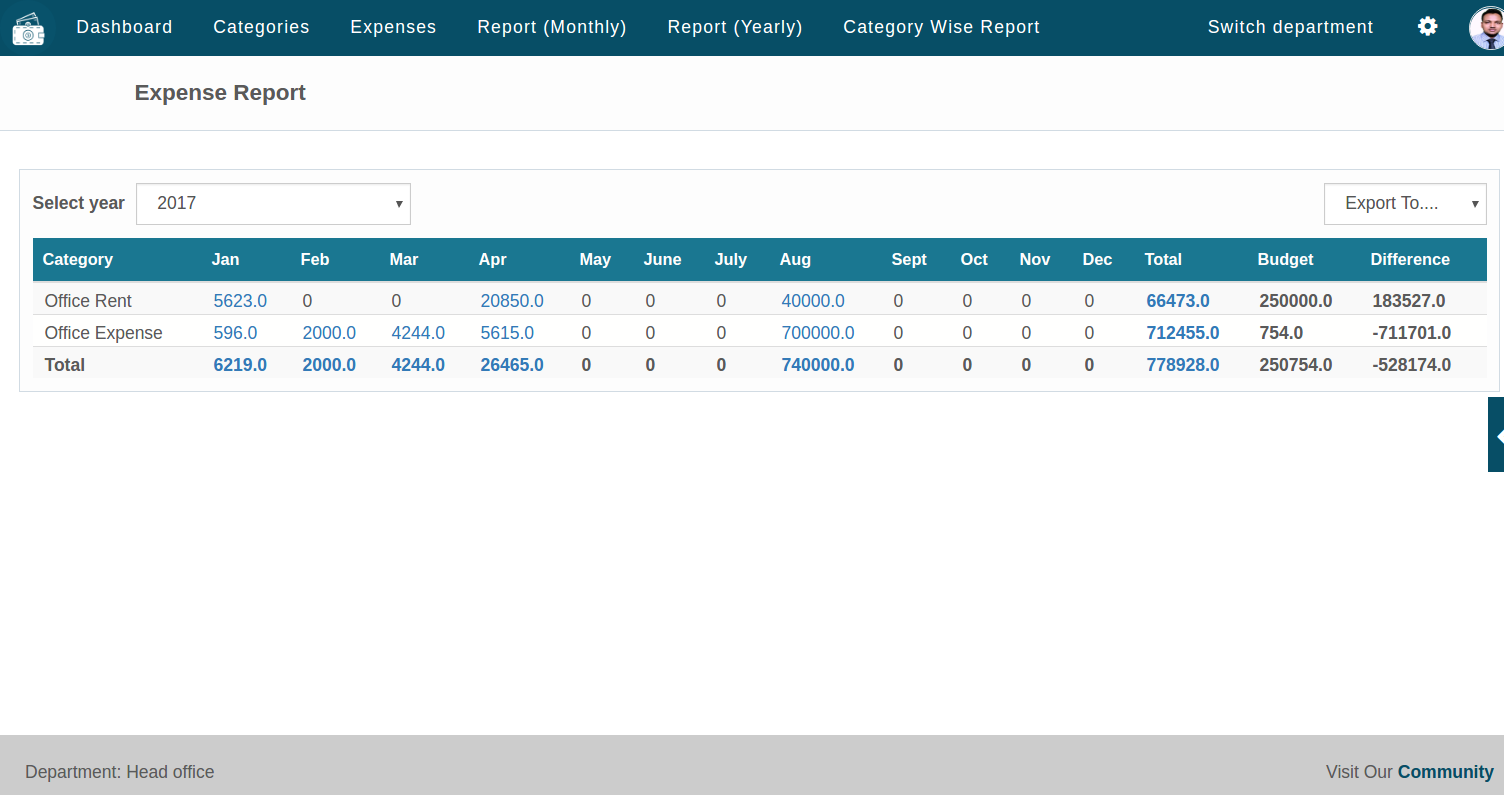 Dashboard Categories Expenses Report (Monthly) Report (Yearly) Category Wise Report Switch department
Expense Report
Select year 2017 Export To....
Category Jan Feb Mar Apr May June July Aug Sept Oct Nov Dec Total Budget Difference
Office Rent 5623.0 0 0 20850.0 0 0 0 40000.0 0 0 0 0 66473.0 250000.0 183527.0
Office Expense 596.0 2000.0 4244.0 5615.0 0 0 0 700000.0 0 0 0 0 712455.0 754.0 -711701.0
Total 6219.0 2000.0 4244.0 26465.0 0 0 0 740000.0 0 0 0 0 778928.0 250754.0 -528174.0
Department: Head office Visit Our Community